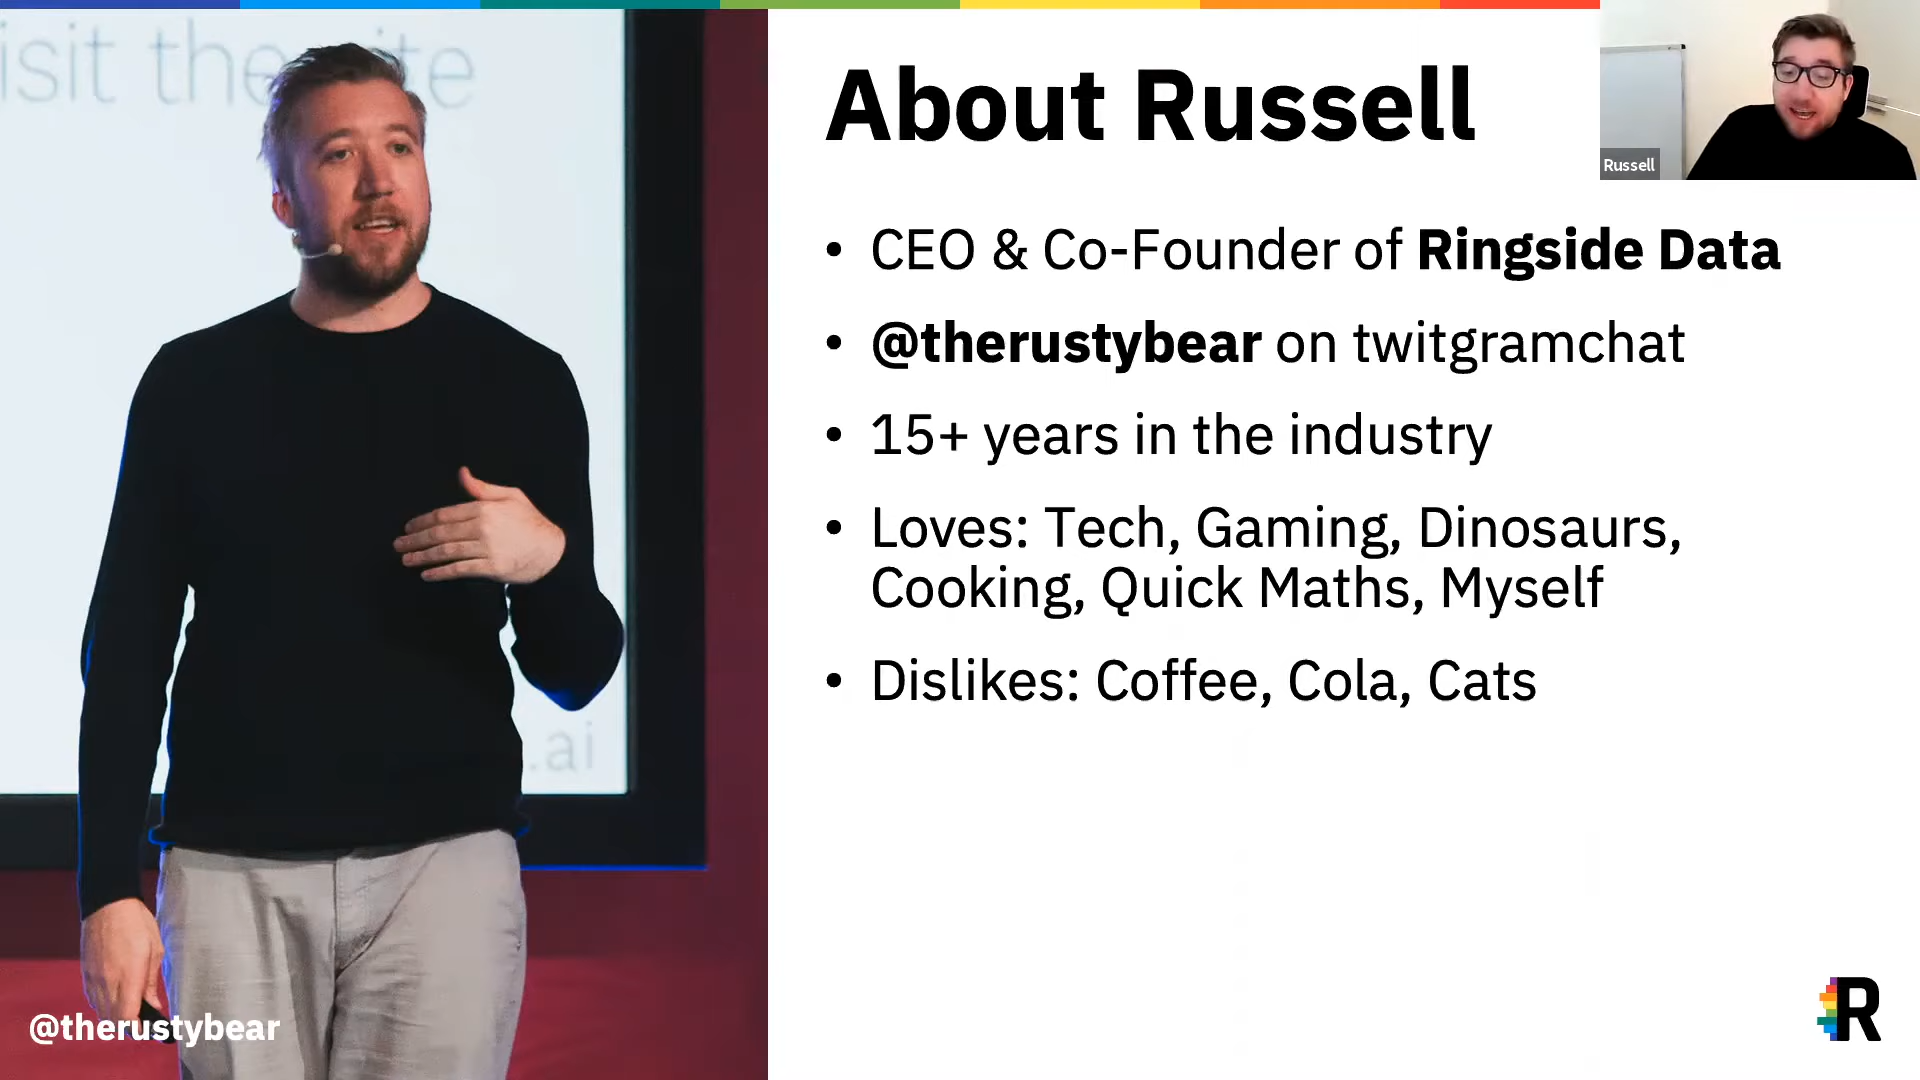 isit the site
About Russell
Russell
• CEO & Co-Founder of Ringside Data
• @therustybear on twitgramchat
• 15+ years in the industry
• Loves: Tech, Gaming, Dinosaurs,
Cooking, Quick Maths, Myself
• Dislikes: Coffee, Cola, Cats
.ai
@therustybear
R